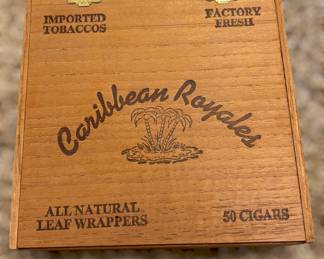 IMPORTED
TOBACCOS
FACTORY
FRESH
Caribbean Royales
ALL NATURAL
LEAF WRAPPERS
50 CIGARS